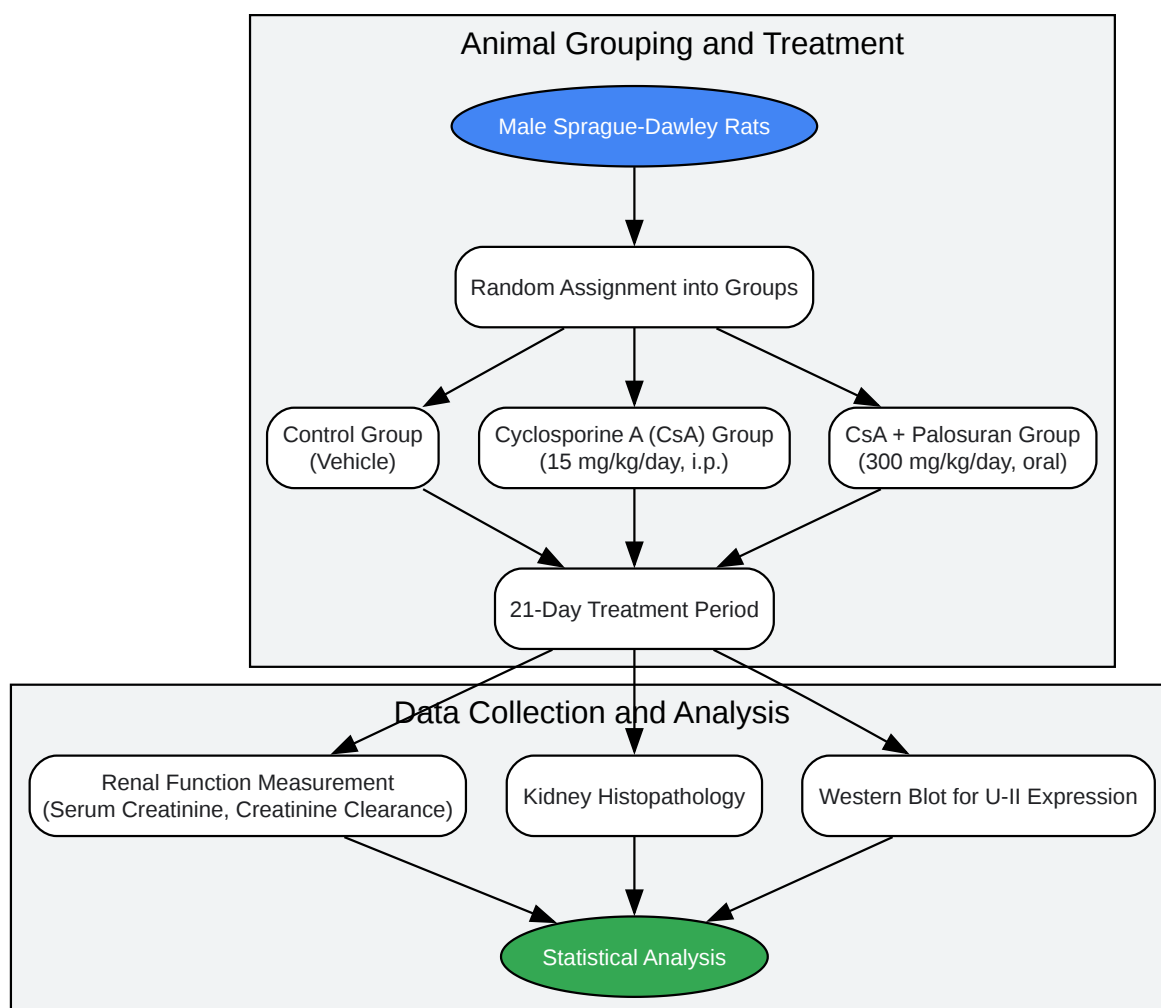 Animal Grouping and Treatment
Male Sprague-Dawley Rats
Random Assignment into Groups
Control Group
(Vehicle)
Cyclosporine A (CsA) Group
(15 mg/kg/day, i.p.)
CsA + Palosuran Group
(300 mg/kg/day, oral)
21-Day Treatment Period
Data Collection and Analysis
Renal Function Measurement
(Serum Creatinine, Creatinine Clearance)
Kidney Histopathology
Western Blot for U-II Expression
Statistical Analysis